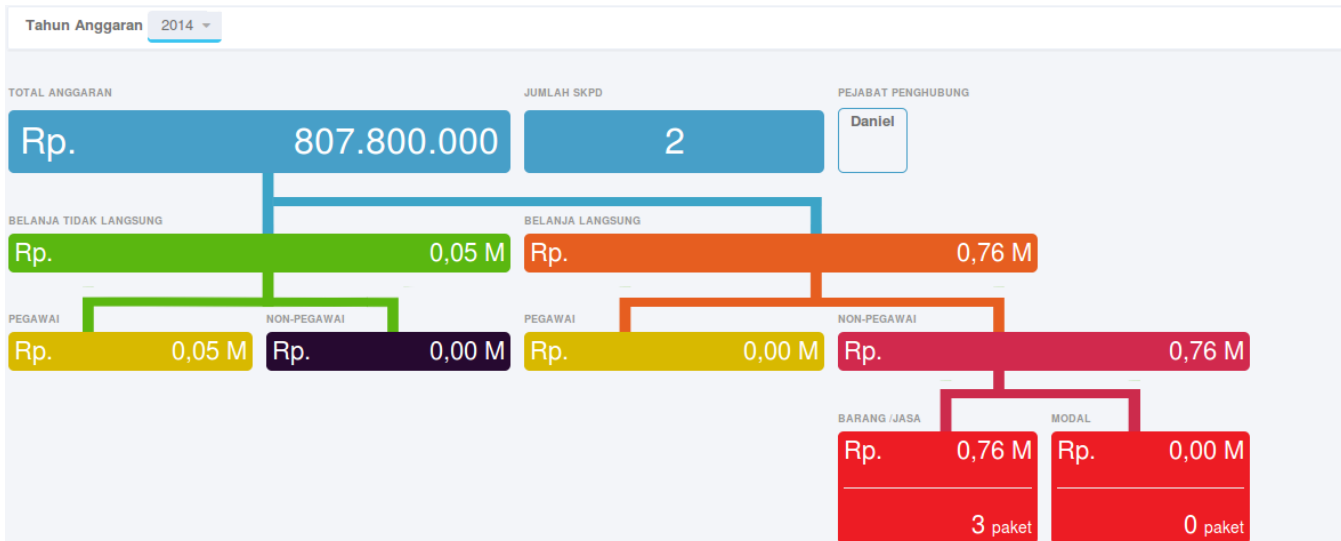 Tahun Anggaran 2014
TOTAL ANGGARAN JUMLAH SKPD PEJABAT PENGHUBUNG
Rp. 807.800.000 2 Daniel
BELANJA TIDAK LANGSUNG BELANJA LANGSUNG
Rp. 0,05 M Rp. 0,76 M
PEGAWAI NON-PEGAWAI PEGAWAI NON-PEGAWAI
Rp. 0,05 M Rp. 0,00 M Rp. 0,00 M Rp. 0,76 M
BARANG /JASA MODAL
Rp. 0,76 M Rp. 0,00 M
3 paket 0 paket